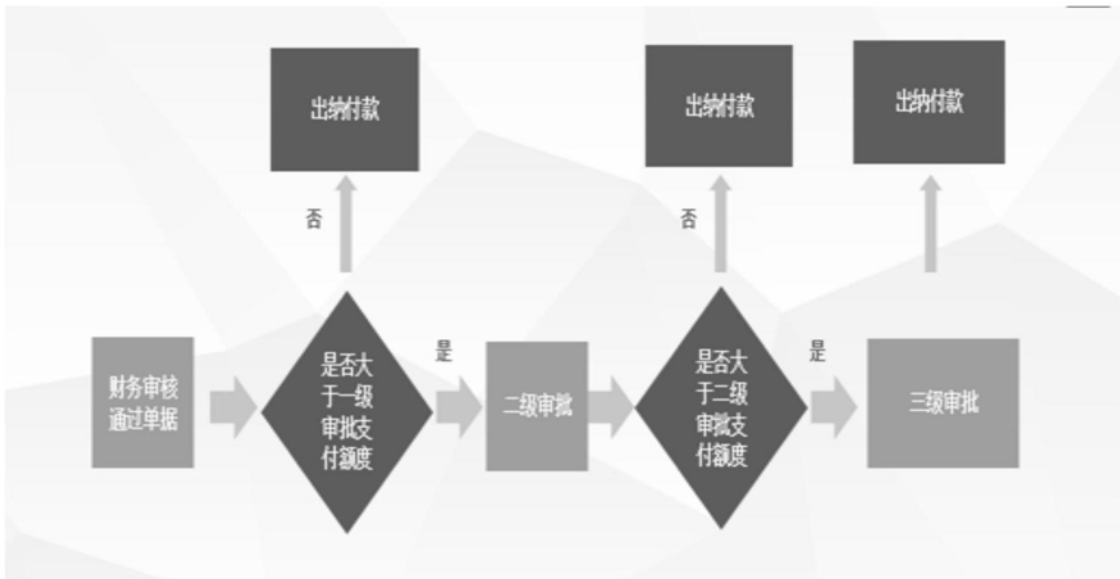 出纳付款
出纳付款
出纳付款
否
否
财务审核
通过单据
是否大
于一级
审批支
付额度
是
二级审批
是否大
于二级
审批支
付额度
是
三级审批